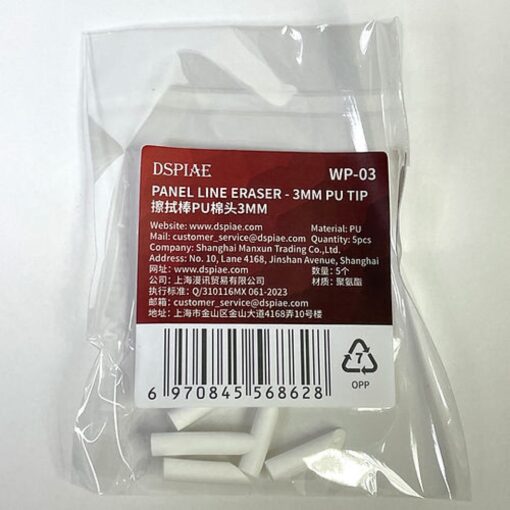 DSPIAE WP-03
PANEL LINE ERASER - 3MM PU TIP
擦拭棒PU棉头3MM
Website: www.dspiae.com Material: PU
Mail: customer_service@dspiae.com Quantity: 5pcs
Company: Shanghai Manxun Trading Co.,Ltd
Address: No. 10, Lane 4168, Jinshan Avenue, Shanghai
网址: www.dspiae.com 数量: 5个
公司: 上海漫讯贸易有限公司 材质: 聚氨酯
执行标准: Q/310116MX 061-2023
邮箱: customer_service@dspiae.com
地址: 上海市金山区金山大道4168弄10号楼
6 970845 568628
7
OPP